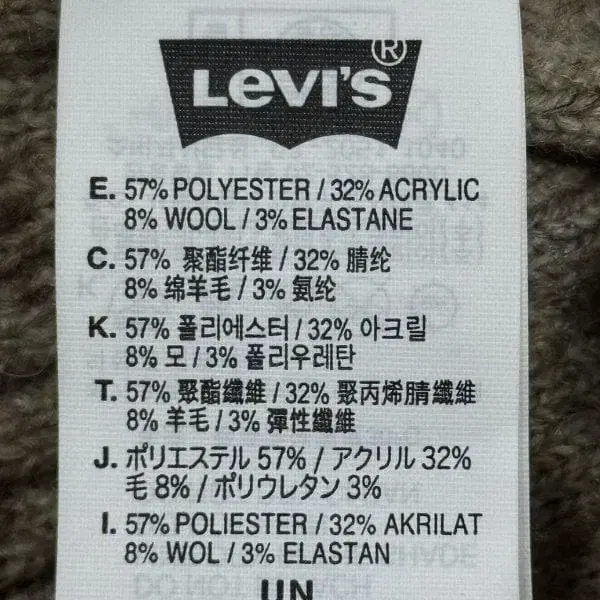 Levi's®
E. 57% POLYESTER / 32% ACRYLIC
8% WOOL / 3% ELASTANE
C. 57% 聚酯纤维 / 32% 腈纶
8% 绵羊毛 / 3% 氨纶
K. 57% 폴리에스터 / 32% 아크릴
8% 모 / 3% 폴리우레탄
T. 57% 聚酯纖維 / 32% 聚丙烯腈纖維
8% 羊毛 / 3% 彈性纖維
J. ポリエステル 57% / アクリル 32%
毛 8% / ポリウレタン 3%
I. 57% POLIESTER / 32% AKRILAT
8% WOL / 3% ELASTAN
UN